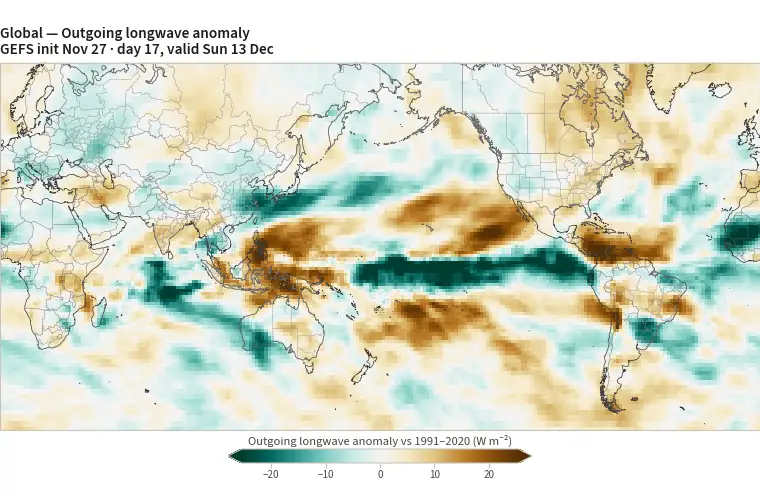 Global — Outgoing longwave anomaly
GEFS init Nov 27 · day 17, valid Sun 13 Dec
Outgoing longwave anomaly vs 1991–2020 (W m⁻²)
−20 −10 0 10 20